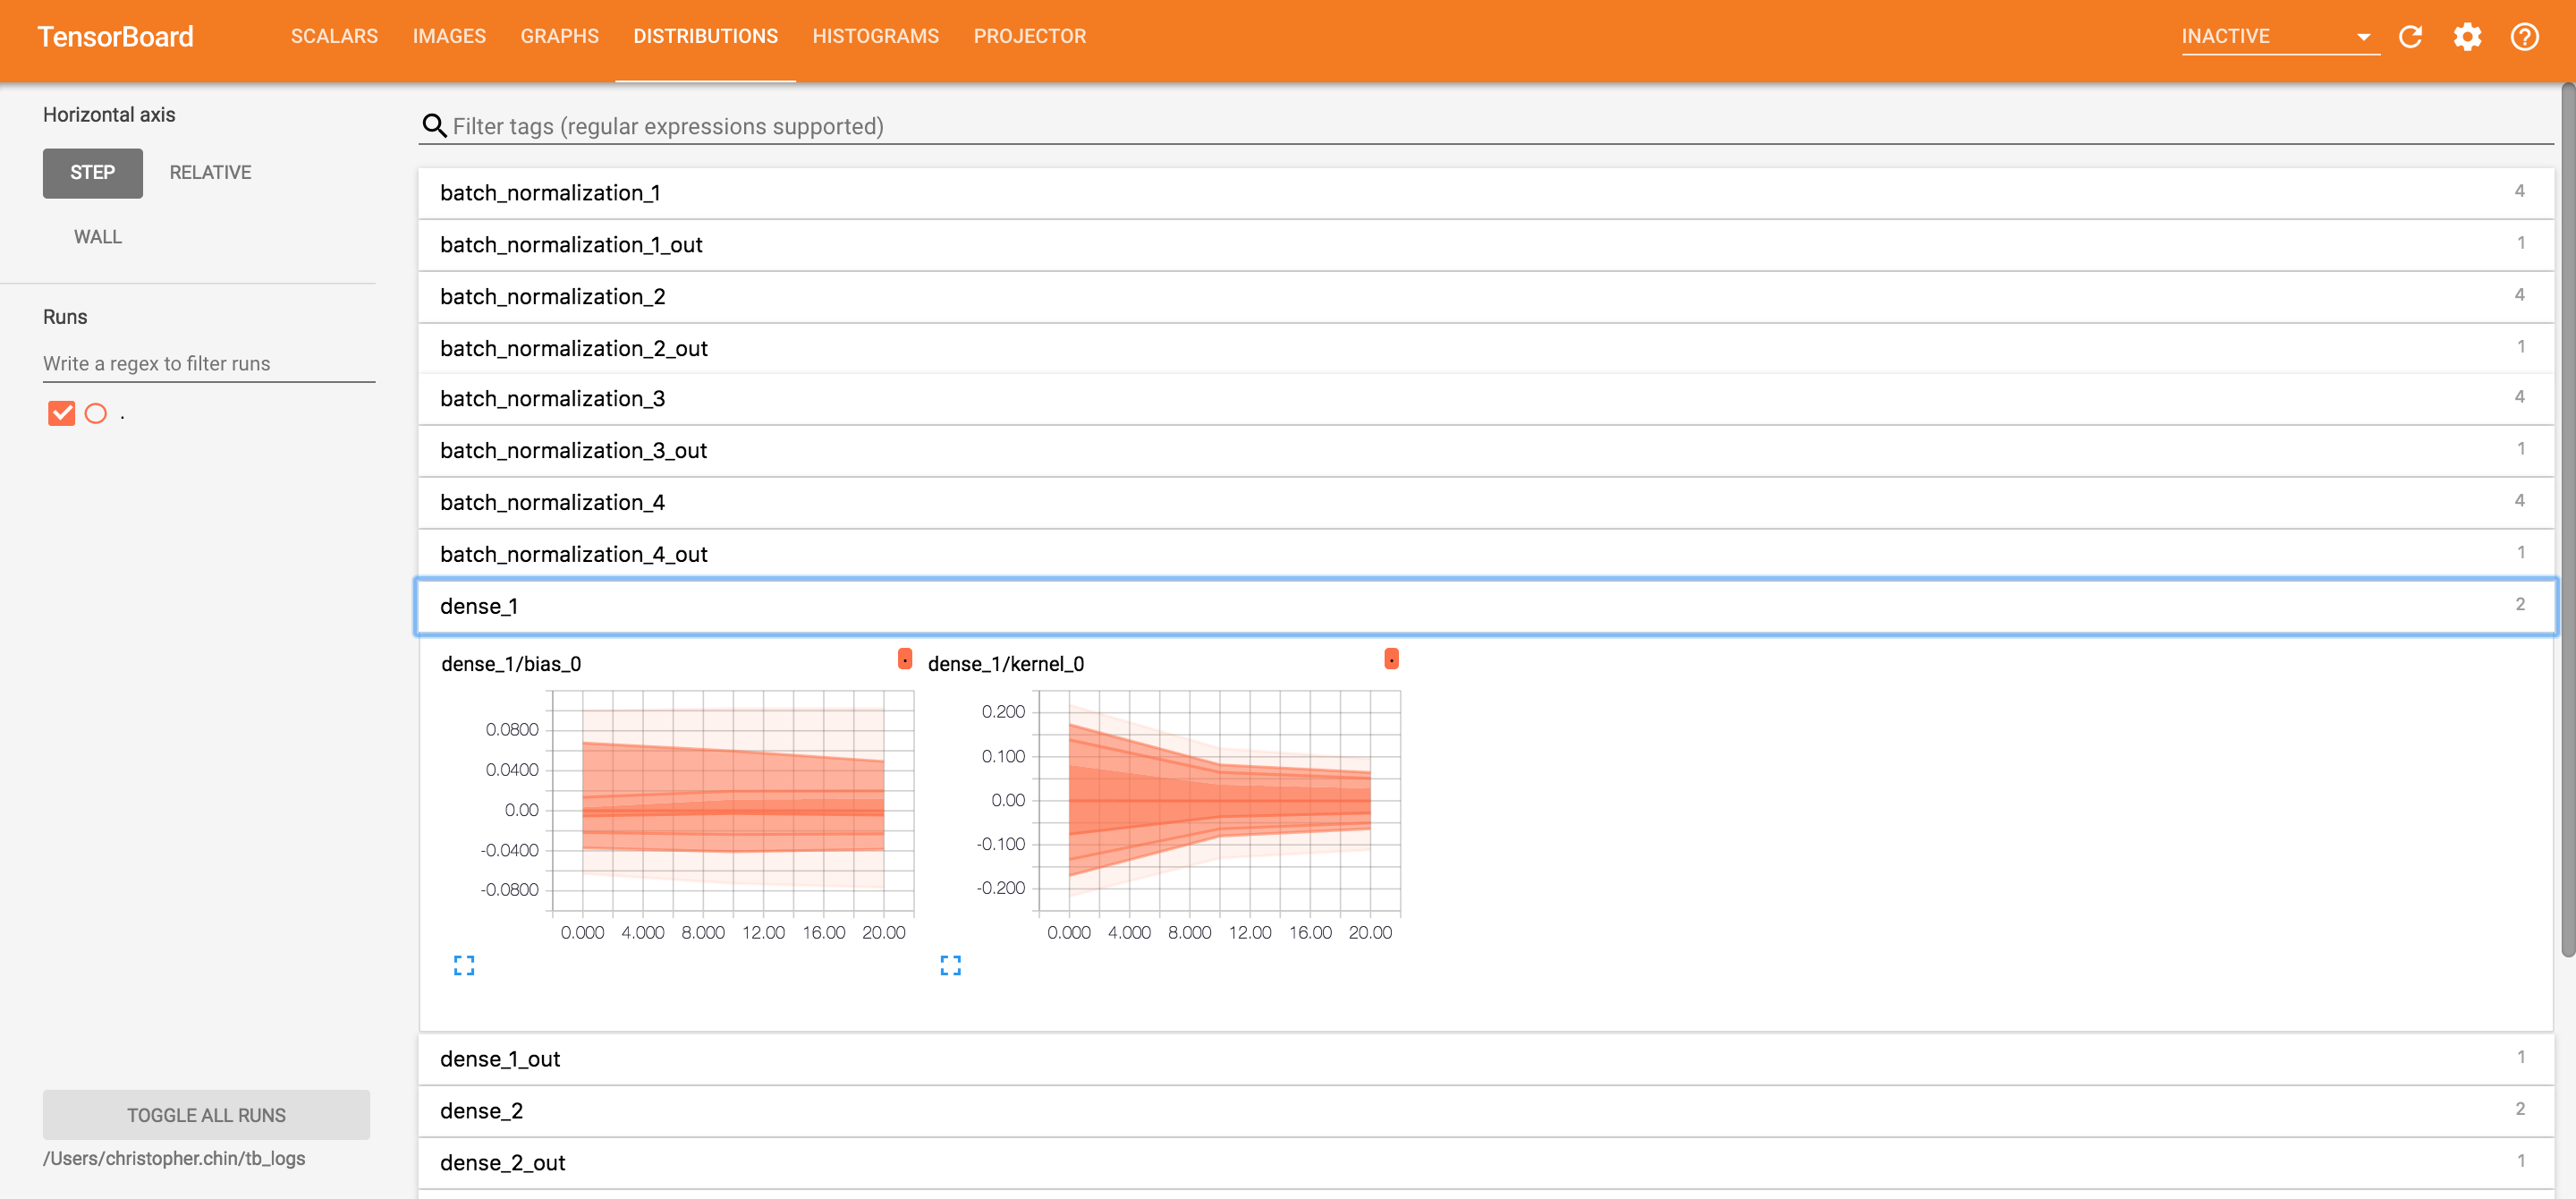 TensorBoard SCALARS IMAGES GRAPHS DISTRIBUTIONS HISTOGRAMS PROJECTOR INACTIVE
Horizontal axis
STEP RELATIVE
WALL
Runs
Write a regex to filter runs
.
TOGGLE ALL RUNS
/Users/christopher.chin/tb_logs
Filter tags (regular expressions supported)
batch_normalization_1 4
batch_normalization_1_out 1
batch_normalization_2 4
batch_normalization_2_out 1
batch_normalization_3 4
batch_normalization_3_out 1
batch_normalization_4 4
batch_normalization_4_out 1
dense_1 2
dense_1/bias_0 .
0.0800
0.0400
0.00
-0.0400
-0.0800
0.000 4.000 8.000 12.00 16.00 20.00
dense_1/kernel_0 .
0.200
0.100
0.00
-0.100
-0.200
0.000 4.000 8.000 12.00 16.00 20.00
dense_1_out 1
dense_2 2
dense_2_out 1